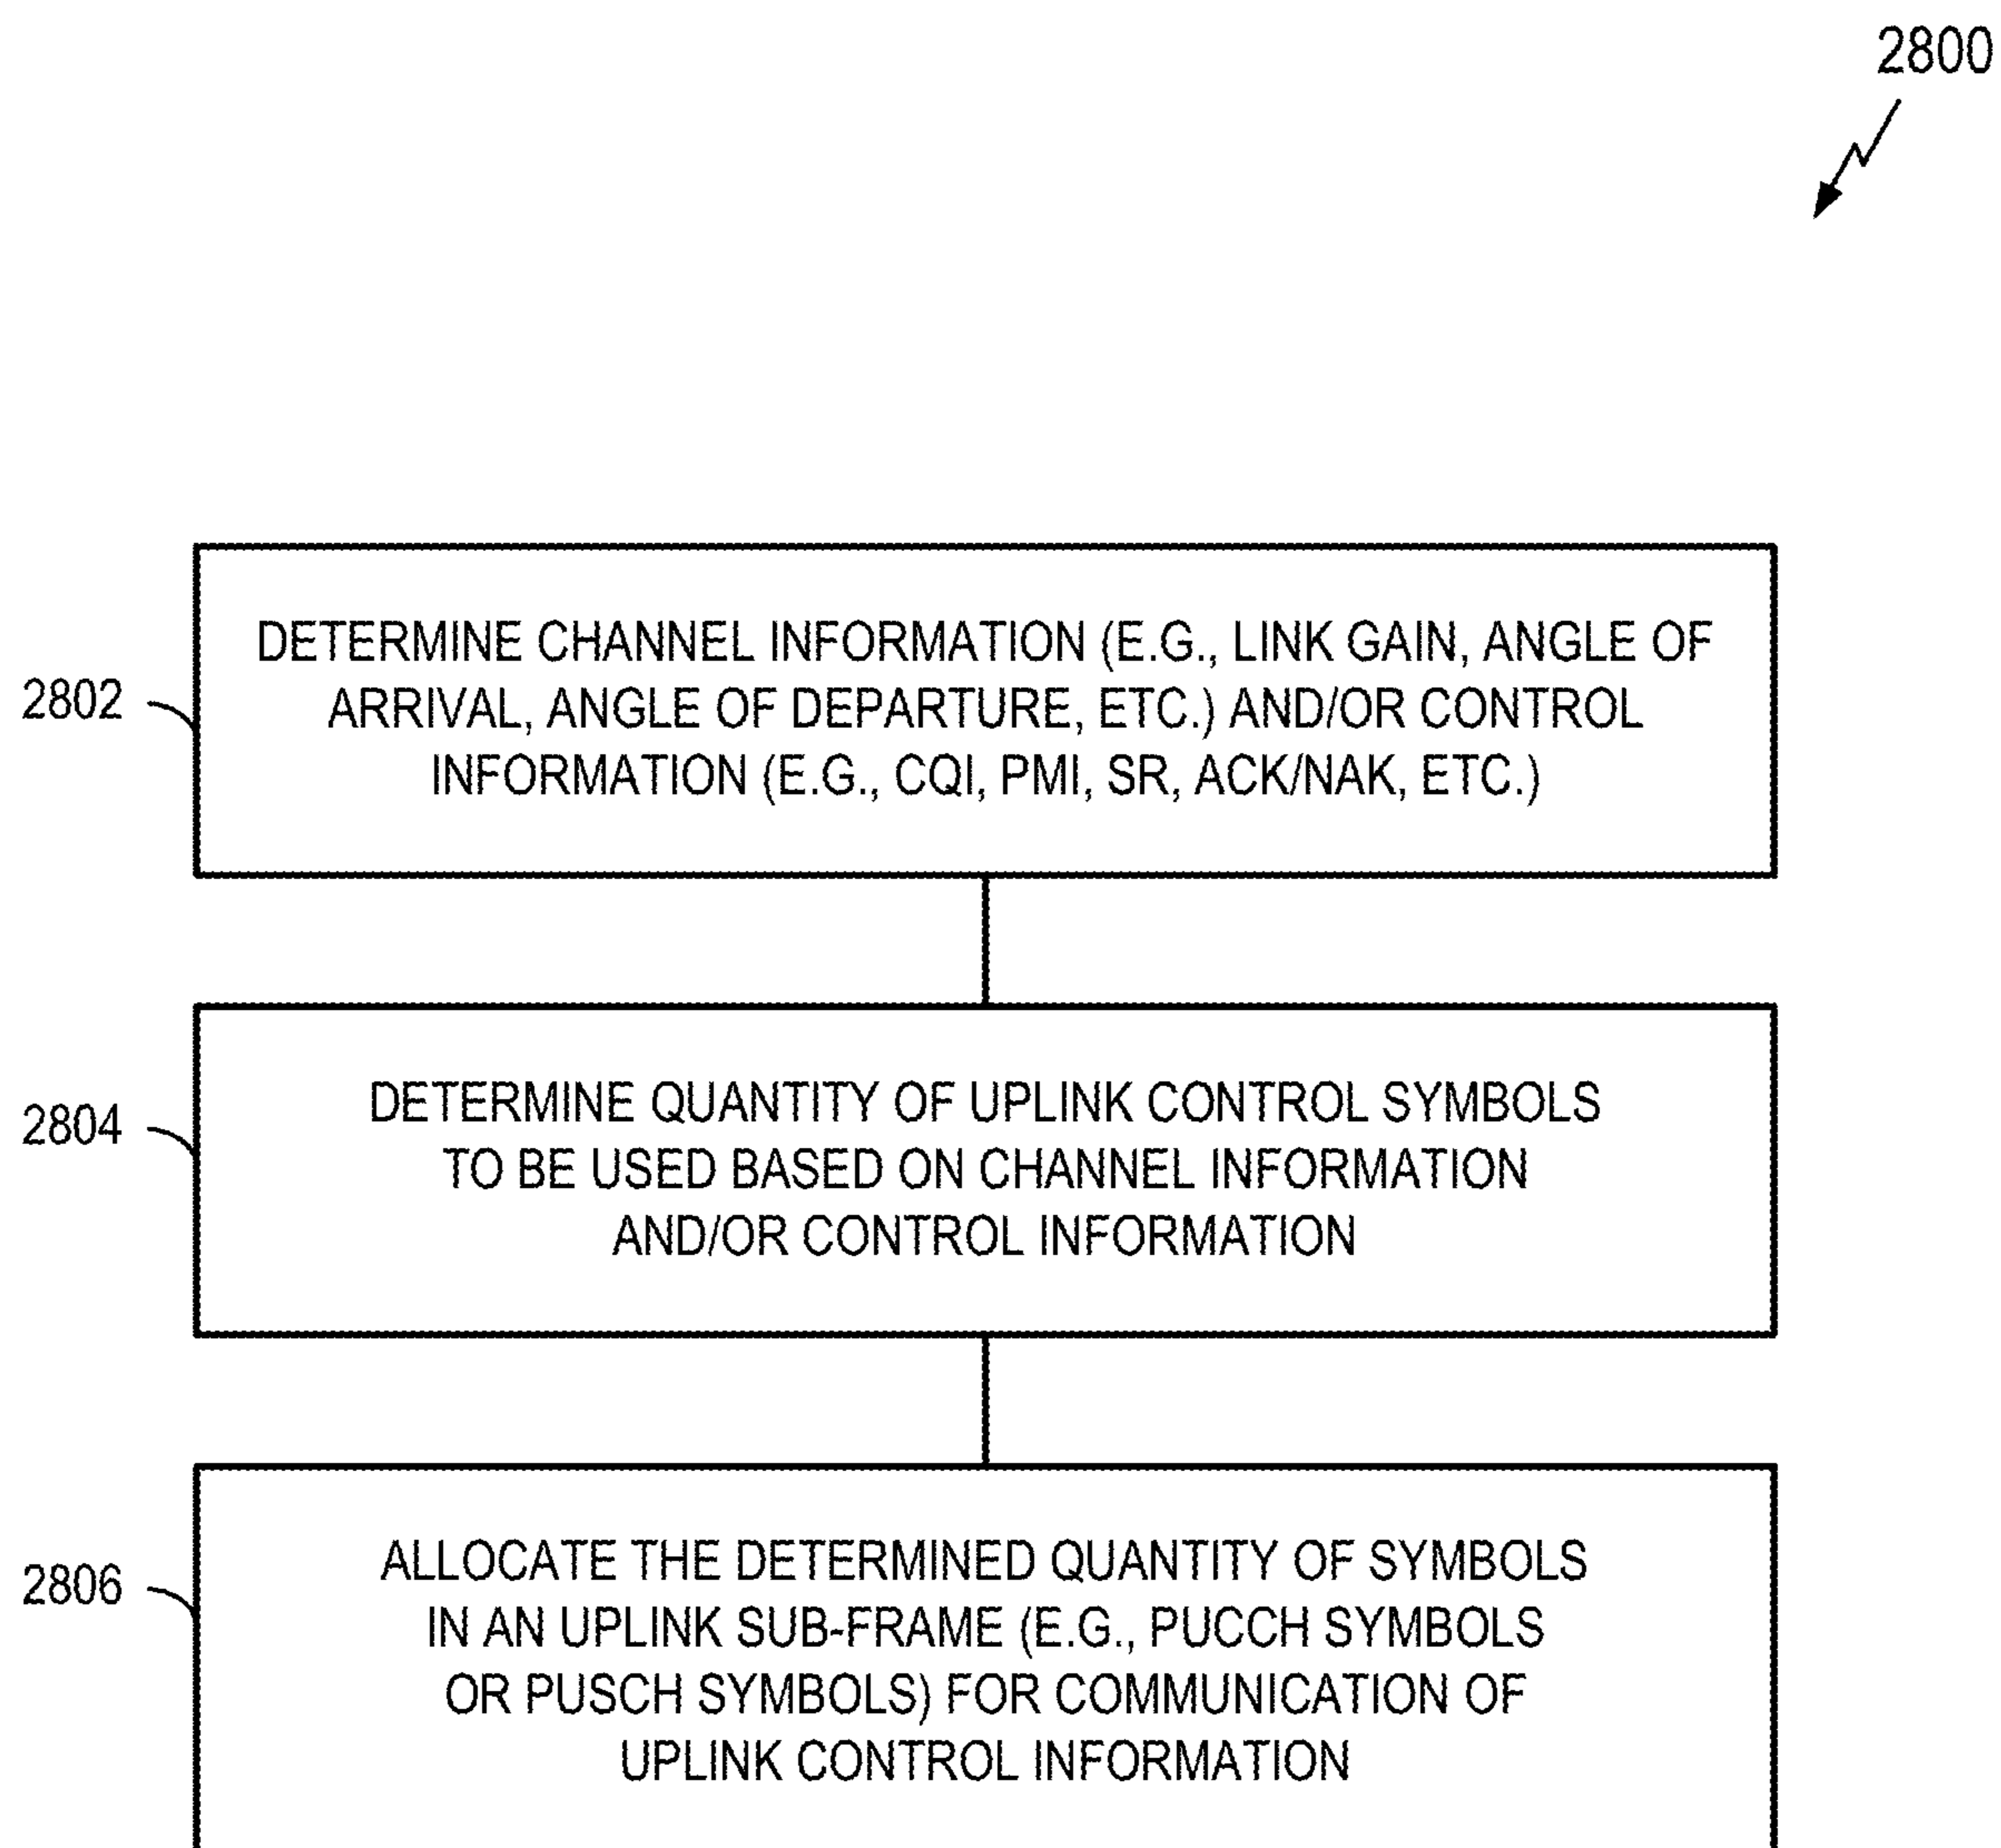 2800
DETERMINE CHANNEL INFORMATION (E.G., LINK GAIN, ANGLE OF
2802
ARRIVAL, ANGLE OF DEPARTURE, ETC.) AND/OR CONTROL
INFORMATION (E.G., CQI, PMI, SR, ACK/NAK, ETC.)
DETERMINE QUANTITY OF UPLINK CONTROL SYMBOLS
2804
TO BE USED BASED ON CHANNEL INFORMATION
AND/OR CONTROL INFORMATION
ALLOCATE THE DETERMINED QUANTITY OF SYMBOLS
2806
IN AN UPLINK SUB-FRAME (E.G., PUCCH SYMBOLS
OR PUSCH SYMBOLS) FOR COMMUNICATION OF
UPLINK CONTROL INFORMATION